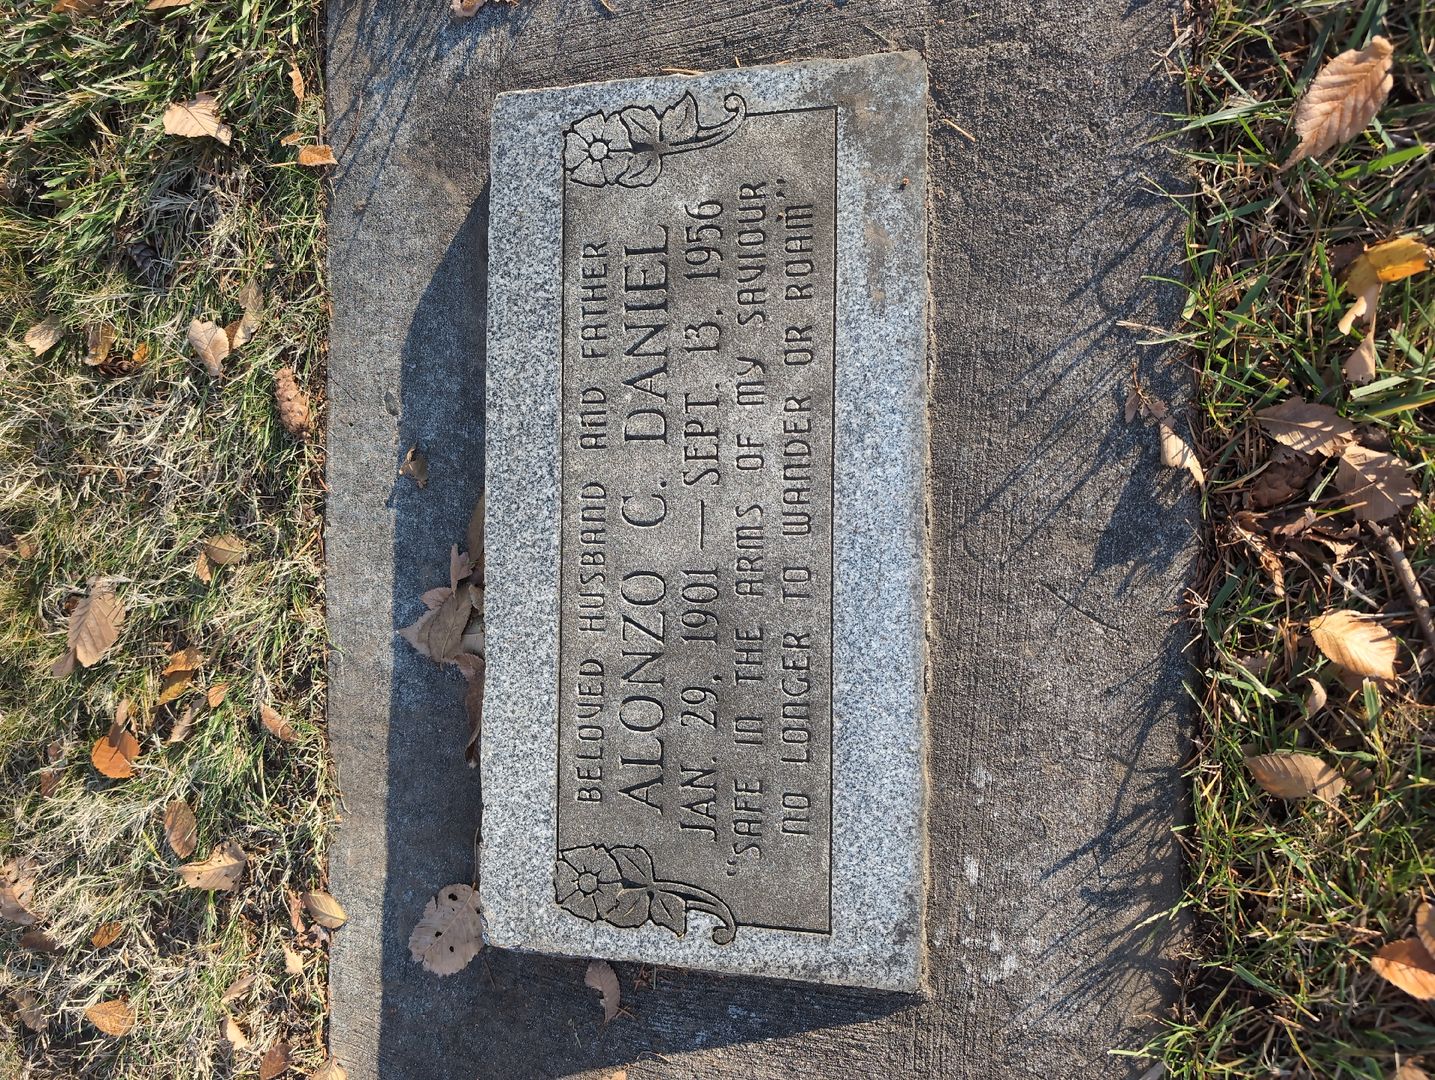 BELOVED HUSBAND AND FATHER
ALONZO C. DANIEL
JAN. 29, 1901 — SEPT. 13, 1956
“SAFE IN THE ARMS OF MY SAVIOUR
NO LONGER TO WANDER OR ROAM”